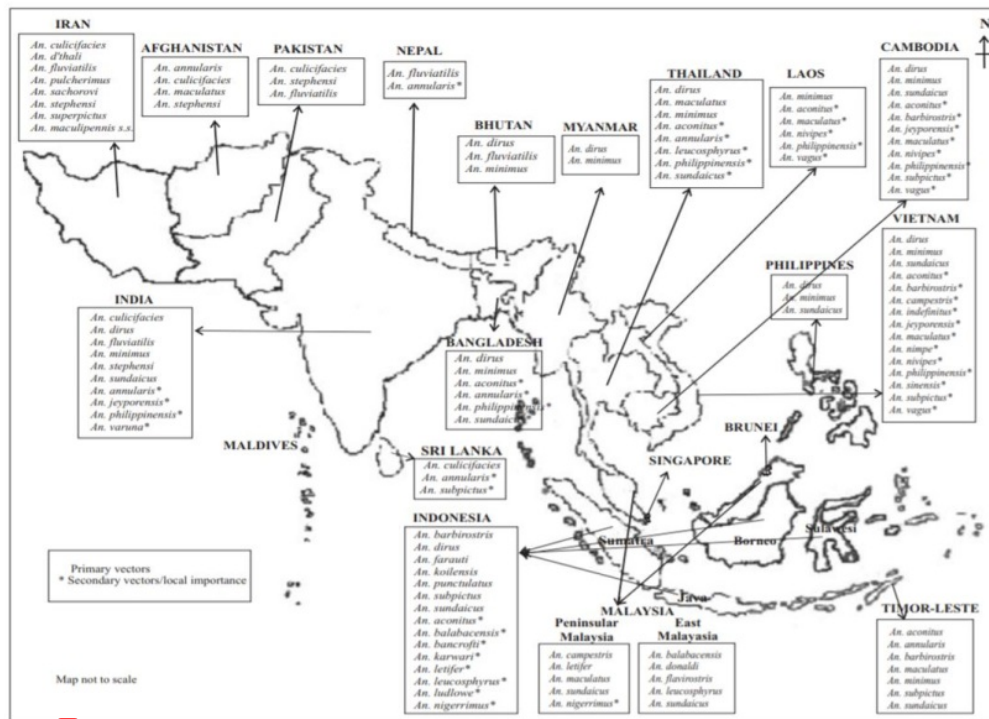 IRAN
An. culicifacies
An. d'thali
An. fluviatilis
An. pulcherimus
An. sachorovi
An. stephensi
An. superpictus
An. maculipennis s.s.
AFGHANISTAN
An. annularis
An. culicifacies
An. maculatus
An. stephensi
PAKISTAN
An. culicifacies
An. stephensi
An. fluviatilis
NEPAL
An. fluviatilis
An. annularis*
BHUTAN
An. dirus
An. fluviatilis
An. minimus
MYANMAR
An. dirus
An. minimus
THAILAND
An. dirus
An. maculatus
An. minimus
An. aconitus*
An. annularis*
An. leucosphyrus*
An. philippinensis*
An. sundaicus*
LAOS
An. minimus
An. aconitus*
An. maculatus*
An. nivipes*
An. philippinensis*
An. vagus*
N
CAMBODIA
An. dirus
An. minimus
An. sundaicus
An. aconitus*
An. barbirostris*
An. jeyporensis*
An. maculatus*
An. nivipes*
An. philippinensis*
An. subpictus*
An. vagus*
VIETNAM
An. dirus
An. minimus
An. sundaicus
An. aconitus*
An. barbirostris*
An. campestris*
An. indefinitus*
An. jeyporensis*
An. maculatus*
An. nimpe*
An. nivipes*
An. philippinensis*
An. sinensis*
An. subpictus*
An. vagus*
PHILIPPINES
An. dirus
An. minimus
An. sundaicus
INDIA
An. culicifacies
An. dirus
An. fluviatilis
An. minimus
An. stephensi
An. sundaicus
An. annularis*
An. jeyporensis*
An. philippinensis*
An. varuna*
BANGLADESH
An. dirus
An. minimus
An. aconitus*
An. annularis*
An. philippinensis*
An. sundaicus*
MALDIVES
SRI LANKA
An. culicifacies
An. annularis*
An. subpictus*
BRUNEI
SINGAPORE
INDONESIA
An. barbirostris
An. dirus
An. farauti
An. koilensis
An. punctulatus
An. subpictus
An. sundaicus
An. aconitus*
An. balabacensis*
An. bancrofti*
An. karwari*
An. letifer*
An. leucosphyrus*
An. ludlowe*
An. nigerrimus*
Sumatra
Borneo
Sulawesi
Java
MALAYSIA
Peninsular
Malaysia
An. campestris
An. letifer
An. maculatus
An. sundaicus
An. nigerrimus*
East
Malayasia
An. balabacensis
An. donaldi
An. flavirostris
An. leucosphyrus
An. sundaicus
TIMOR-LESTE
An. aconitus
An. annularis
An. barbirostris
An. maculatus
An. minimus
An. subpictus
An. sundaicus
Primary vectors
* Secondary vectors/local importance
Map not to scale